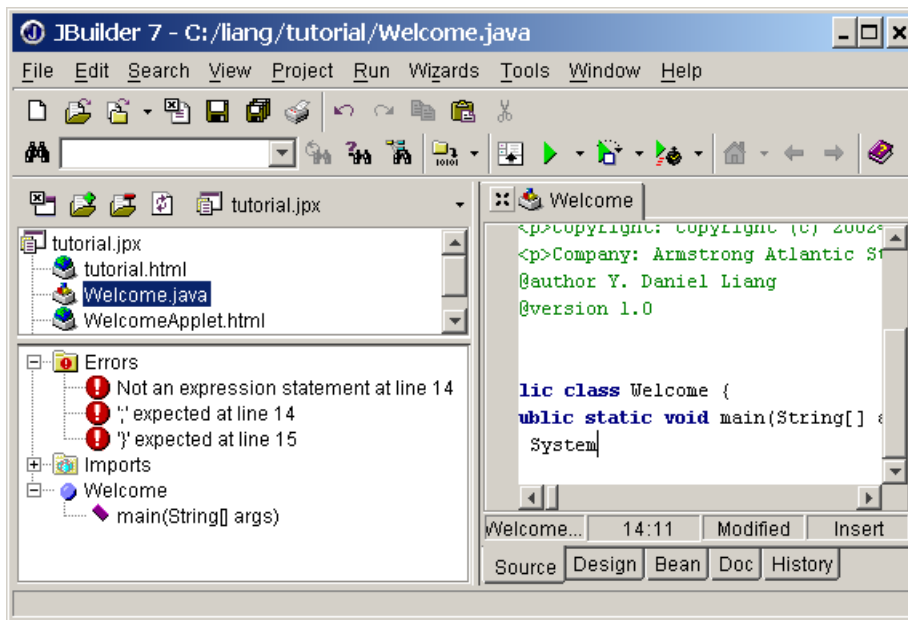 JBuilder 7 - C:/liang/tutorial/Welcome.java
File Edit Search View Project Run Wizards Tools Window Help
tutorial.jpx
Welcome
tutorial.jpx
tutorial.html
Welcome.java
WelcomeApplet.html
Errors
Not an expression statement at line 14
';' expected at line 14
'}' expected at line 15
Imports
Welcome
main(String[] args)
<p>Copyright: Copyright (c) 2002
<p>Company: Armstrong Atlantic St
@author Y. Daniel Liang
@version 1.0
lic class Welcome {
ublic static void main(String[] a
System
Welcome... 14:11 Modified Insert
Source Design Bean Doc History